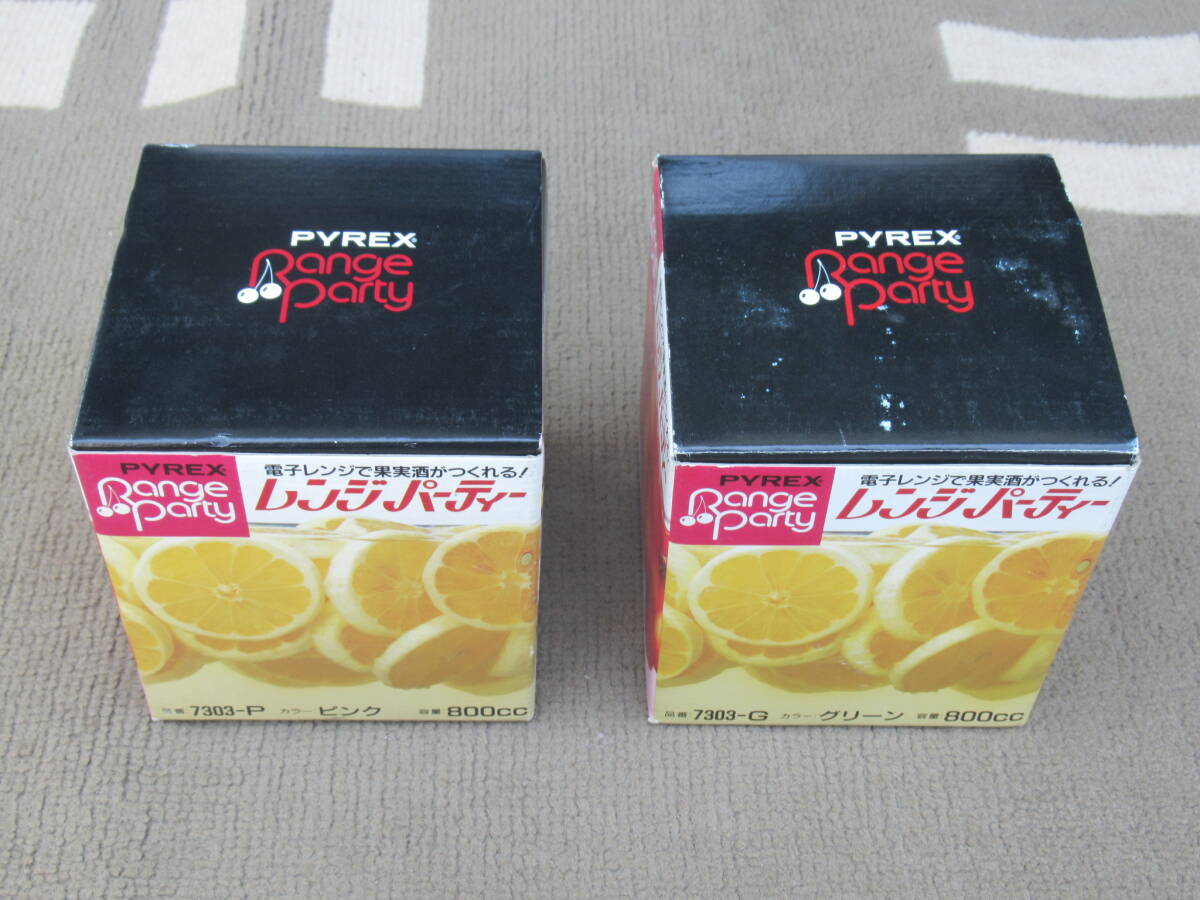 PYREX®
Range
Party
PYREX
Range
Party
電子レンジで果実酒がつくれる!
レンジパーティー
品番 7303-P カラー:ピンク 容量 800cc
PYREX®
Range
Party
PYREX
Range
Party
電子レンジで果実酒がつくれる!
レンジパーティー
品番 7303-G カラー:グリーン 容量 800cc